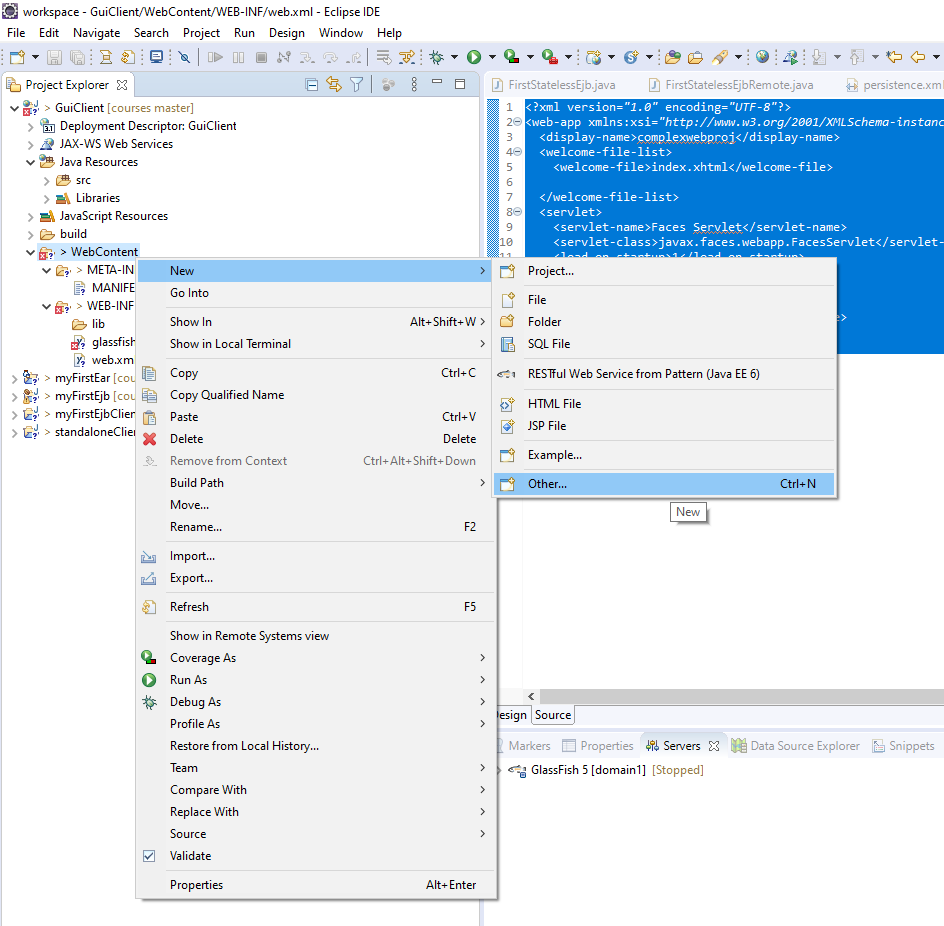 workspace - GuiClient/WebContent/WEB-INF/web.xml - Eclipse IDE
File Edit Navigate Search Project Run Design Window Help
Project Explorer
> GuiClient [courses master]
Deployment Descriptor: GuiClient
JAX-WS Web Services
Java Resources
src
Libraries
JavaScript Resources
build
> WebContent
> META-IN
MANIFE
> WEB-INF
lib
glassfish
web.xm
> myFirstEar [cou
> myFirstEjb [cou
> myFirstEjbClien
> standaloneClie
New
Go Into
Show In Alt+Shift+W >
Show in Local Terminal
Copy Ctrl+C
Copy Qualified Name
Paste Ctrl+V
Delete Delete
Remove from Context Ctrl+Alt+Shift+Down
Build Path
Move...
Rename... F2
Import...
Export...
Refresh F5
Show in Remote Systems view
Coverage As
Run As
Debug As
Profile As
Restore from Local History...
Team
Compare With
Replace With
Source
Validate
Properties Alt+Enter
Project...
File
Folder
SQL File
RESTful Web Service from Pattern (Java EE 6)
HTML File
JSP File
Example...
Other... Ctrl+N
New
FirstStatelessEjb.java FirstStatelessEjbRemote.java persistence.xml
1 <?xml version="1.0" encoding="UTF-8"?>
2 <web-app xmlns:xsi="http://www.w3.org/2001/XMLSchema-instanc
3 <display-name>complexwebproj</display-name>
4 <welcome-file-list>
5 <welcome-file>index.xhtml</welcome-file>
6
7 </welcome-file-list>
8 <servlet>
9 <servlet-name>Faces Servlet</servlet-name>
10 <servlet-class>javax.faces.webapp.FacesServlet</servlet-
<load-on-startup>1</load-on-startup>
>
Design Source
Markers Properties Servers Data Source Explorer Snippets
GlassFish 5 [domain1] [Stopped]